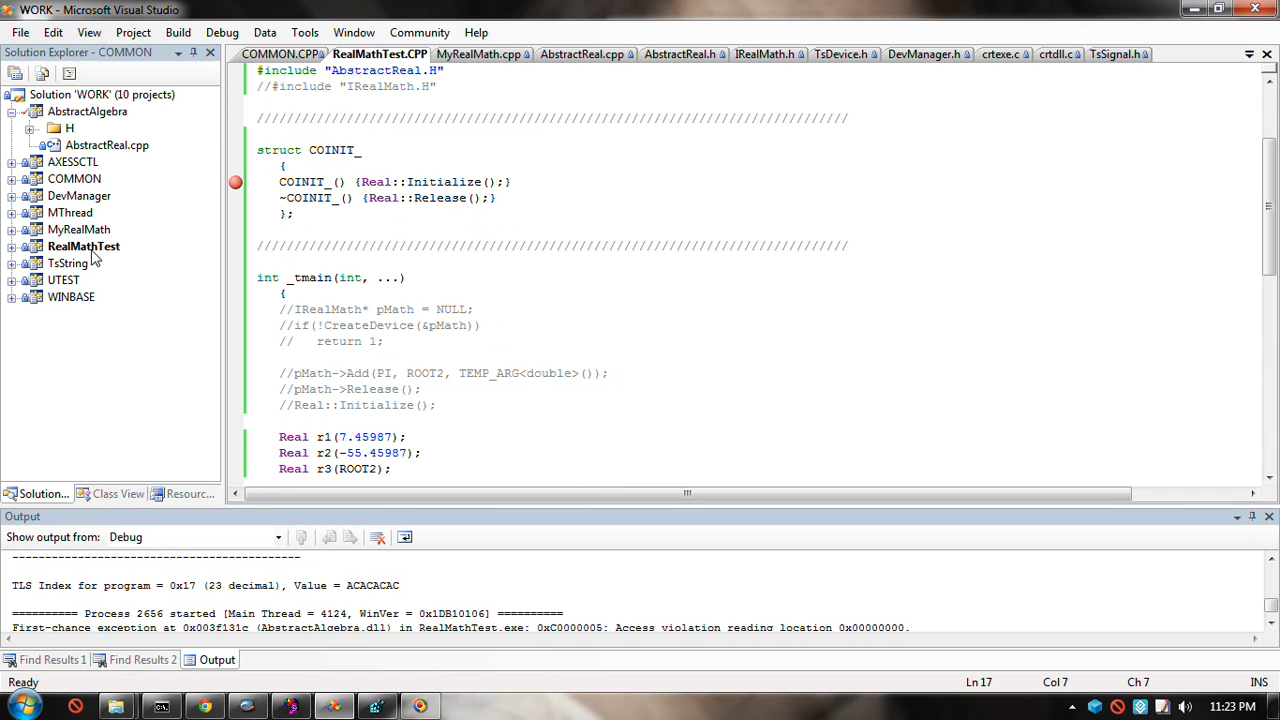 WORK - Microsoft Visual Studio
File Edit View Project Build Debug Data Tools Window Community Help
Solution Explorer - COMMON
COMMON.CPP RealMathTest.CPP MyRealMath.cpp AbstractReal.cpp AbstractReal.h IRealMath.h TsDevice.h DevManager.h crtexe.c crtdll.c TsSignal.h
Solution 'WORK' (10 projects)
AbstractAlgebra
H
AbstractReal.cpp
AXESSCTL
COMMON
DevManager
MThread
MyRealMath
RealMathTest
TsString
UTEST
WINBASE
Solution... Class View Resourc...
#include "AbstractReal.H"
//#include "IRealMath.H"
///////////////////////////////////////////////////////////////////////////////
struct COINIT_
{
COINIT_() {Real::Initialize();}
~COINIT_() {Real::Release();}
};
///////////////////////////////////////////////////////////////////////////////
int _tmain(int, ...)
{
//IRealMath* pMath = NULL;
//if(!CreateDevice(&pMath))
// return 1;
//pMath->Add(PI, ROOT2, TEMP_ARG<double>());
//pMath->Release();
//Real::Initialize();
Real r1(7.45987);
Real r2(-55.45987);
Real r3(ROOT2);
Output
Show output from: Debug
-----------------------------------------
TLS Index for program = 0x17 (23 decimal), Value = ACACACAC
========== Process 2656 started [Main Thread = 4124, WinVer = 0x1DB10106] ==========
First-chance exception at 0x003f131c (AbstractAlgebra.dll) in RealMathTest.exe: 0xC0000005: Access violation reading location 0x00000000.
Find Results 1 Find Results 2 Output
Ready Ln 17 Col 7 Ch 7 INS
11:23 PM